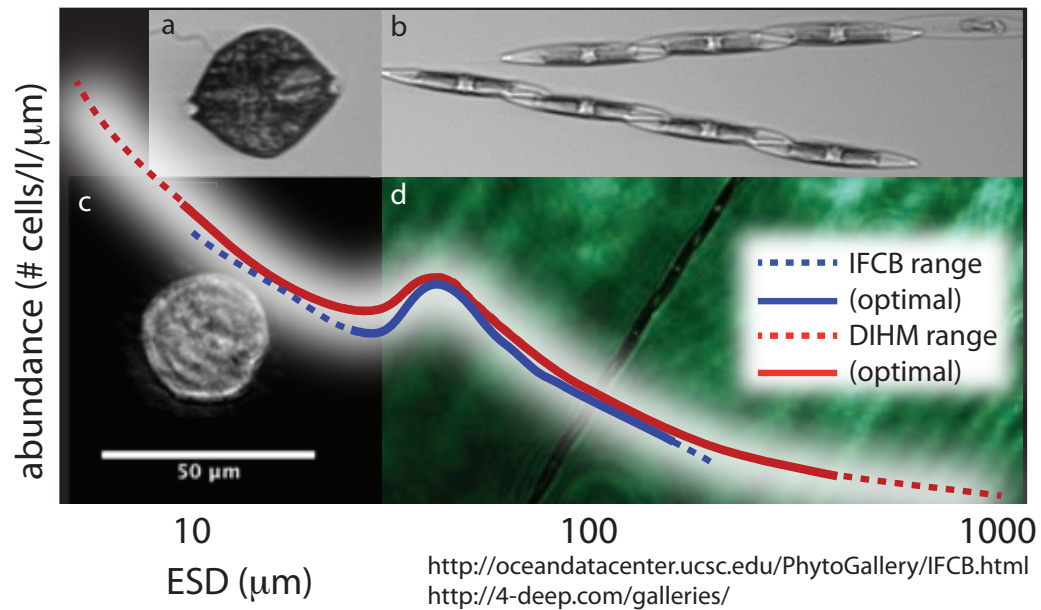 a
b
abundance (# cells/l/μm)
c
d
IFCB range
(optimal)
DIHM range
(optimal)
50 μm
10
100
1000
ESD (μm)
http://oceandatacenter.ucsc.edu/PhytoGallery/IFCB.html
http://4-deep.com/galleries/